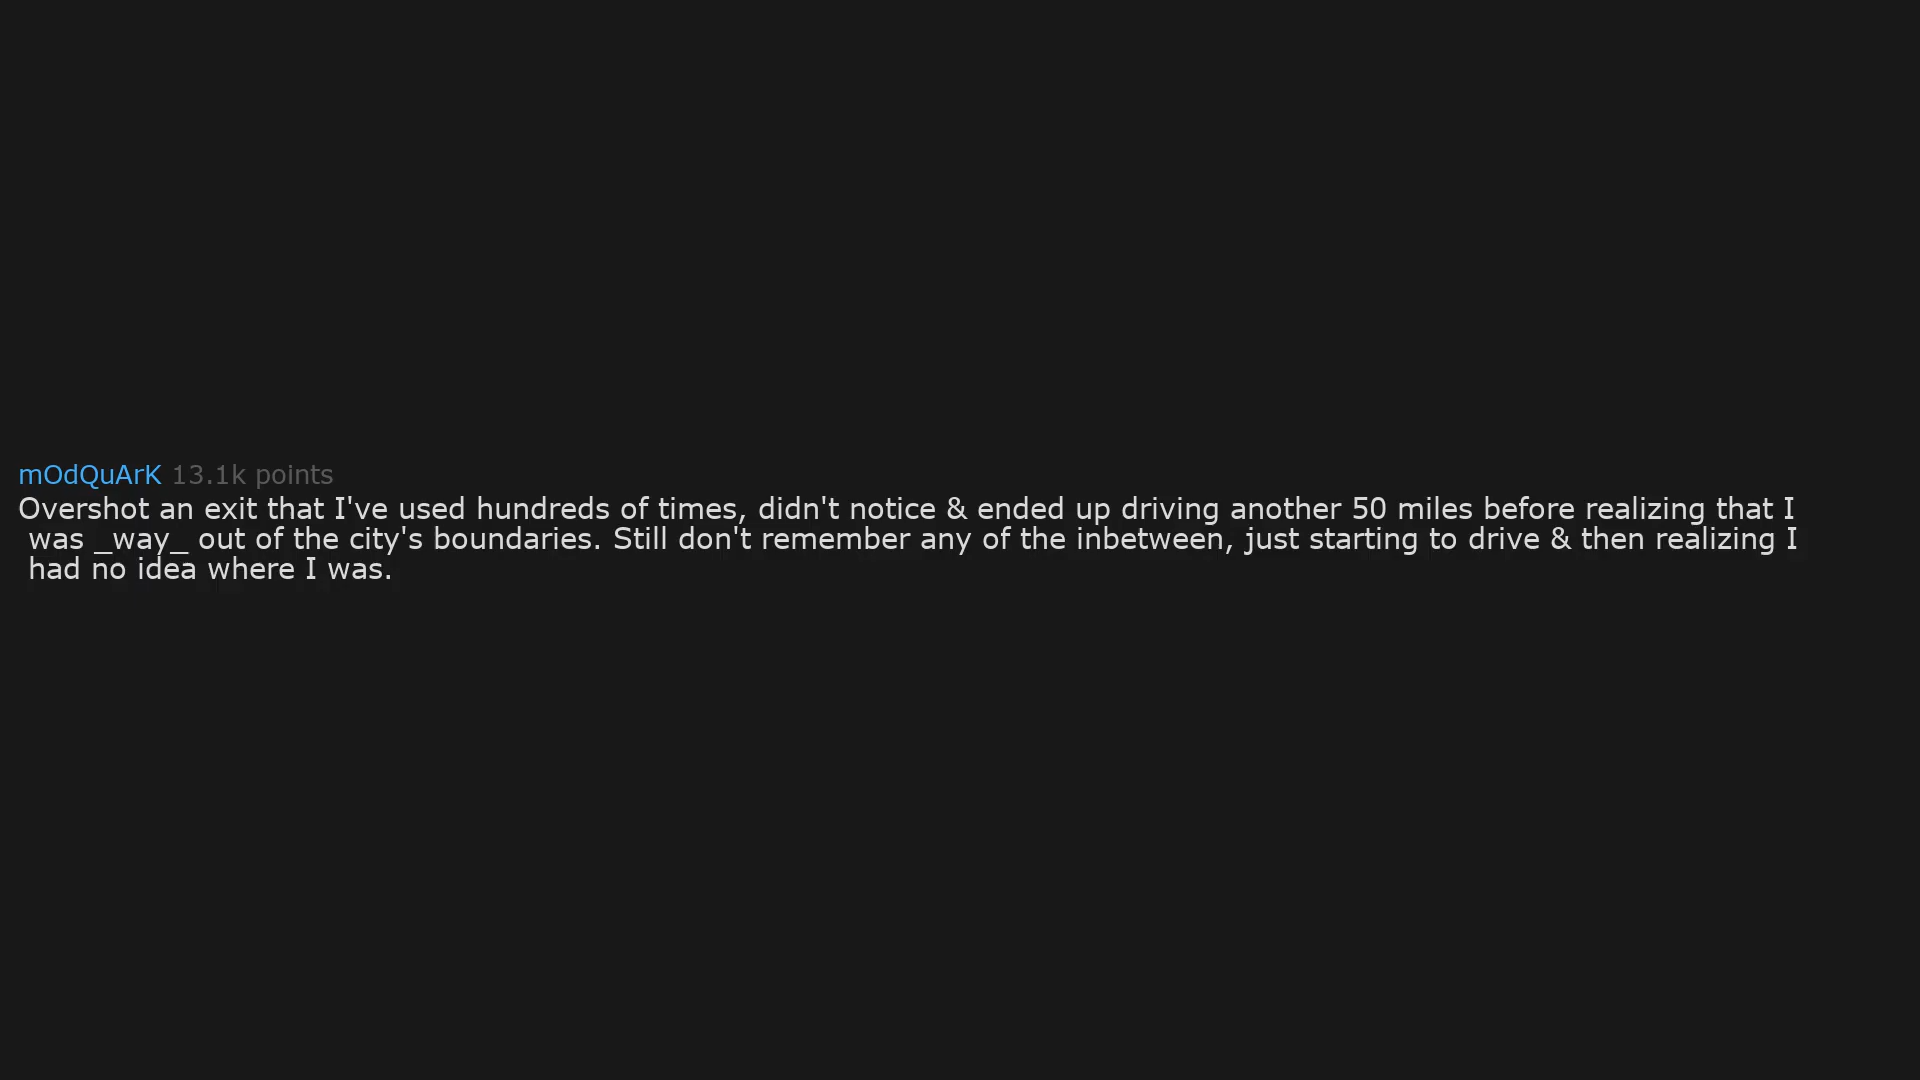 mOdQuArK 13.1k points
Overshot an exit that I've used hundreds of times, didn't notice & ended up driving another 50 miles before realizing that I
was _way_ out of the city's boundaries. Still don't remember any of the inbetween, just starting to drive & then realizing I
had no idea where I was.